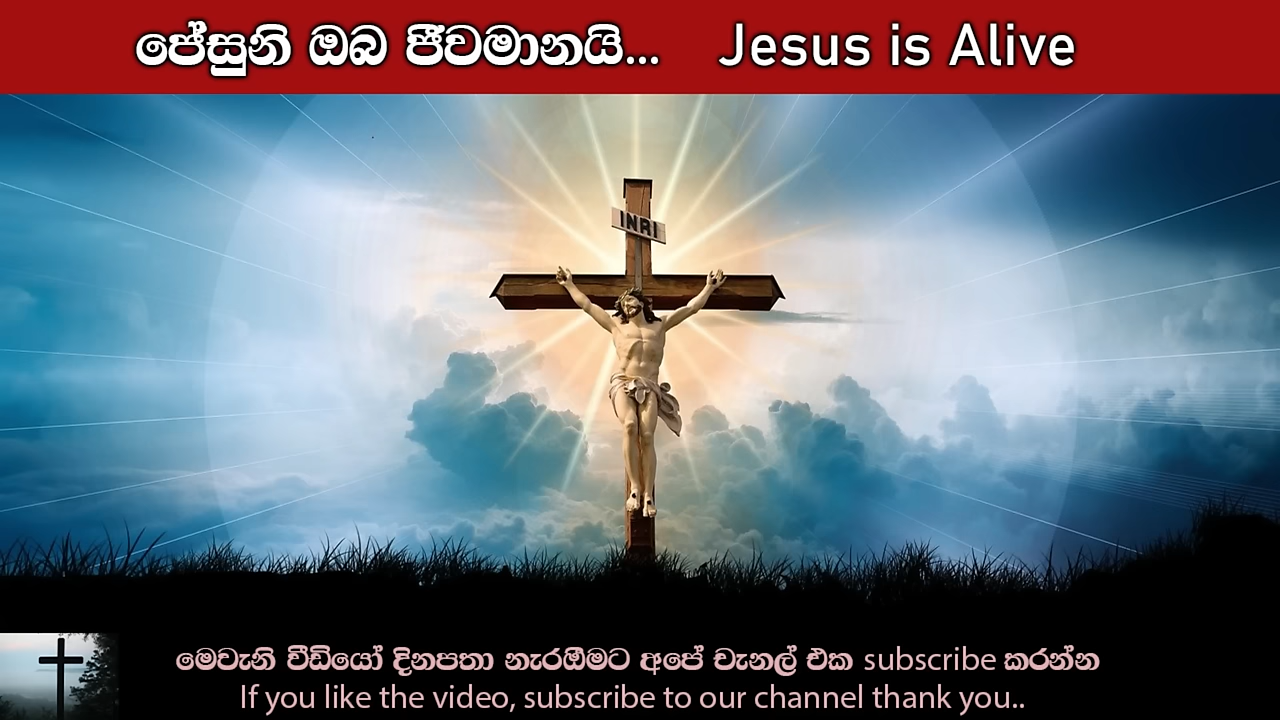 ජේසුනි ඔබ ජීවමානයි... Jesus is Alive
INRI
මෙවැනි වීඩියෝ දිනපතා නැරඹීමට අපේ චැනල් එක subscribe කරන්න
If you like the video, subscribe to our channel thank you..